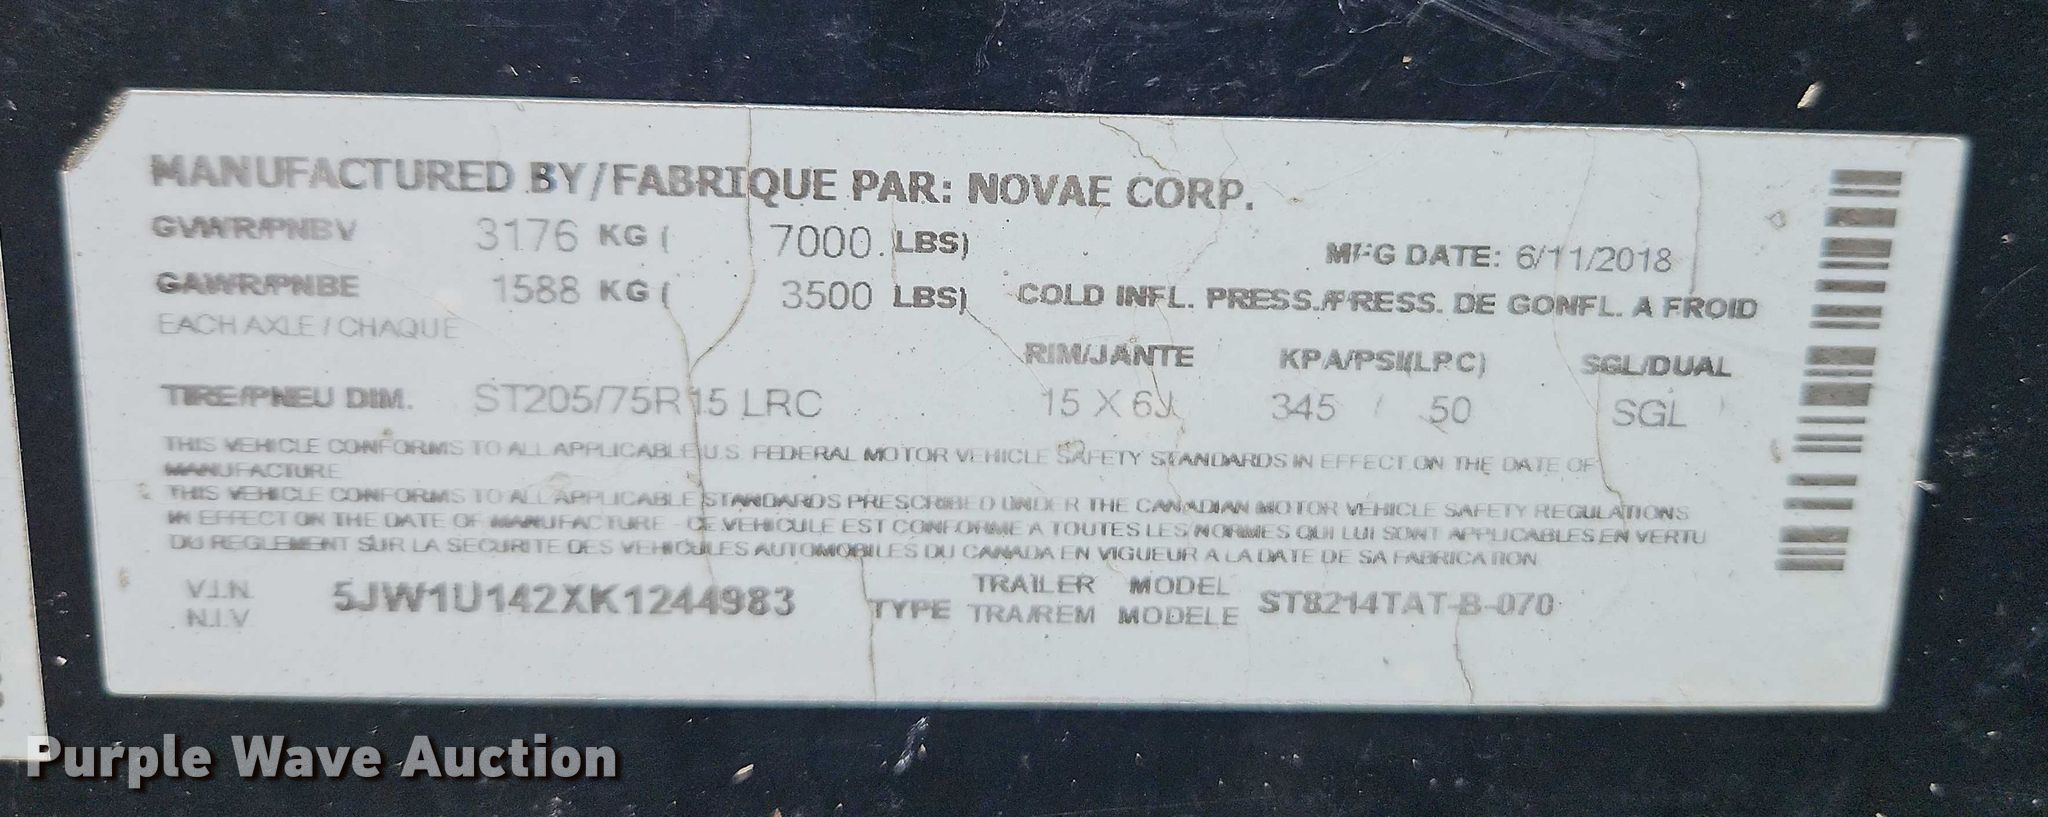 MANUFACTURED BY/FABRIQUE PAR: NOVAE CORP.
GVWR/PNBV 3176 KG ( 7000. LBS)
MFG DATE: 6/11/2018
GAWR/PNBE 1588 KG ( 3500 LBS) COLD INFL. PRESS./PRESS. DE GONFL. A FROID
EACH AXLE / CHAQUE
RIM/JANTE KPA/PSI(LPC) SGL/DUAL
TIRE/PNEU DIM. ST205/75R15 LRC 15 X 6J 345 / 50 SGL
THIS VEHICLE CONFORMS TO ALL APPLICABLE U.S. FEDERAL MOTOR VEHICLE SAFETY STANDARDS IN EFFECT ON THE DATE OF
MANUFACTURE
THIS VEHICLE CONFORMS TO ALL APPLICABLE STANDARDS PRESCRIBED UNDER THE CANADIAN MOTOR VEHICLE SAFETY REGULATIONS
IN EFFECT ON THE DATE OF MANUFACTURE - CE VEHICULE EST CONFORME A TOUTES LES NORMES QUI LUI SONT APPLICABLES EN VERTU
DU REGLEMENT SUR LA SECURITE DES VEHICULES AUTOMOBILES DU CANADA EN VIGUEUR A LA DATE DE SA FABRICATION
V.I.N. 5JW1U142XK1244983 TYPE TRAILER MODEL ST8214TAT-B-070
N.I.V. TRA/REM MODELE
Purple Wave Auction